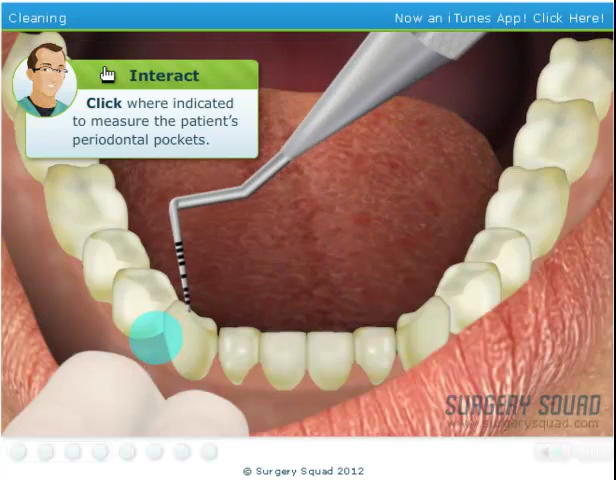 Cleaning
Now an iTunes App! Click Here!
Interact
Click where indicated
to measure the patient's
periodontal pockets.
SURGERY SQUAD
www.surgerysquad.com
© Surgery Squad 2012